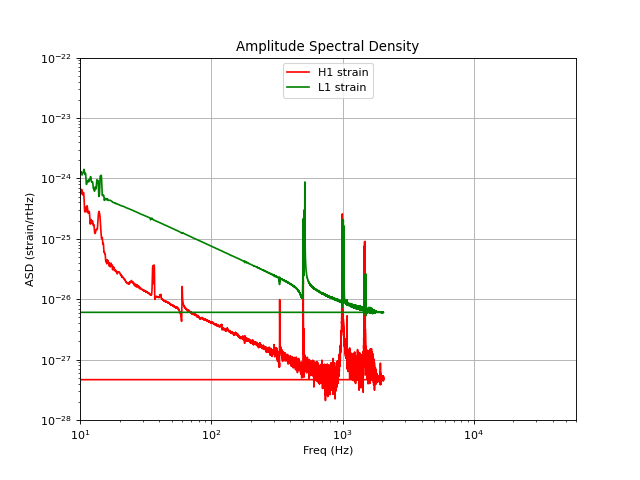 Amplitude Spectral Density
H1 strain
L1 strain
10⁻²²
10⁻²³
10⁻²⁴
10⁻²⁵
10⁻²⁶
10⁻²⁷
10⁻²⁸
ASD (strain/rtHz)
10¹ 10² 10³ 10⁴
Freq (Hz)